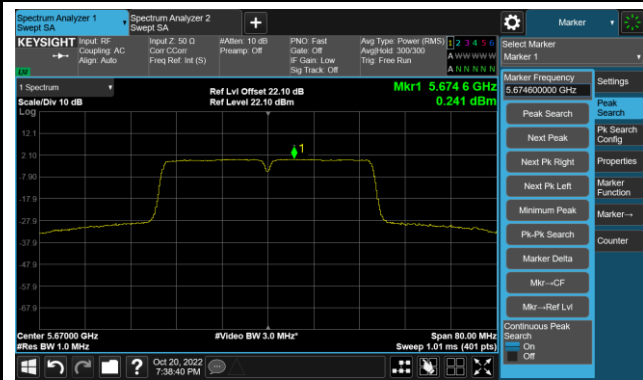 Spectrum Analyzer 1
Swept SA
Spectrum Analyzer 2
Swept SA
+
Marker
KEYSIGHT
Input: RF
Coupling: AC
Align: Auto
Input Z: 50 Ω
Corr CCorr
Freq Ref: Int (S)
#Atten: 10 dB
Preamp: Off
PNO: Fast
Gate: Off
IF Gain: Low
Sig Track: Off
Avg Type: Power (RMS)
Avg|Hold: 300/300
Trig: Free Run
1 2 3 4 5 6
A W W W W W
A N N N N N
LVI
Select Marker
Marker 1
1 Spectrum
Scale/Div 10 dB
Log
Ref Lvl Offset 22.10 dB
Ref Level 22.10 dBm
Mkr1 5.674 6 GHz
0.241 dBm
1
12.1
2.10
-7.90
-17.9
-27.9
-37.9
-47.9
-57.9
-67.9
Center 5.67000 GHz
#Res BW 1.0 MHz
#Video BW 3.0 MHz*
Span 80.00 MHz
Sweep 1.01 ms (401 pts)
Marker Frequency
5.674600000 GHz
Peak Search
Next Peak
Next Pk Right
Next Pk Left
Minimum Peak
Pk-Pk Search
Marker Delta
Mkr→CF
Mkr→Ref Lvl
Continuous Peak
Search
On
Off
Settings
Peak
Search
Pk Search
Config
Properties
Marker
Function
Marker→
Counter
?
Oct 20, 2022
7:38:40 PM